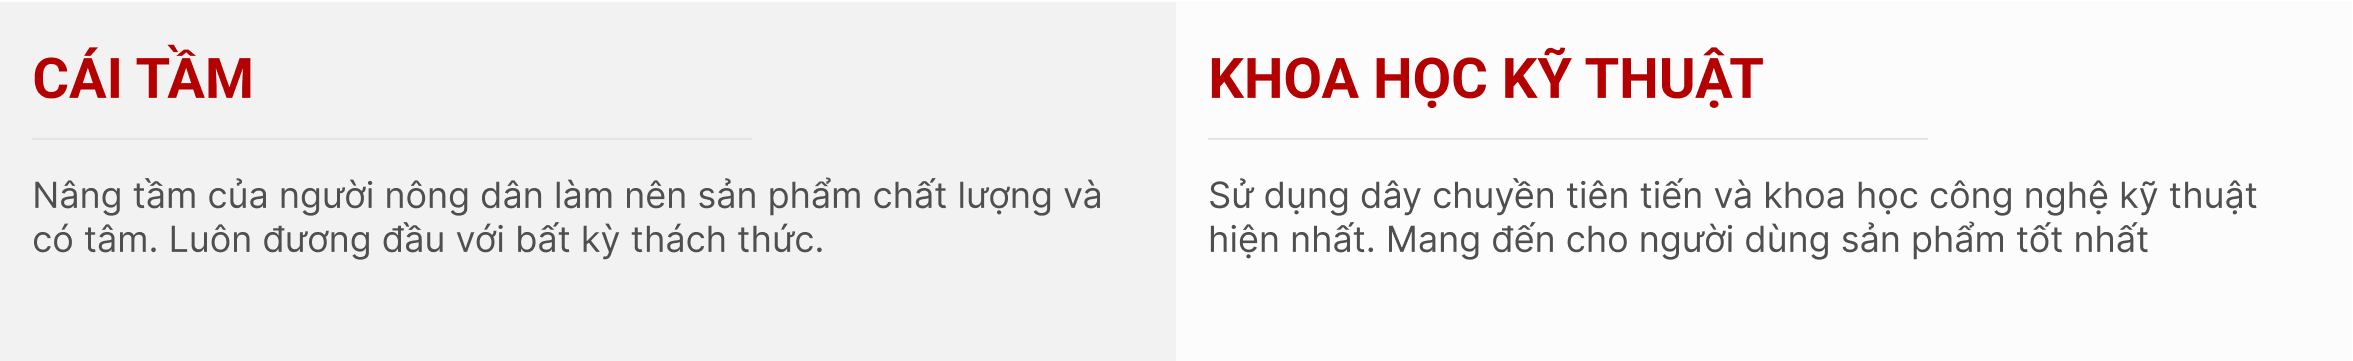 CÁI TẦM
Nâng tầm của người nông dân làm nên sản phẩm chất lượng và
có tâm. Luôn đương đầu với bất kỳ thách thức.
KHOA HỌC KỸ THUẬT
Sử dụng dây chuyền tiên tiến và khoa học công nghệ kỹ thuật
hiện nhất. Mang đến cho người dùng sản phẩm tốt nhất